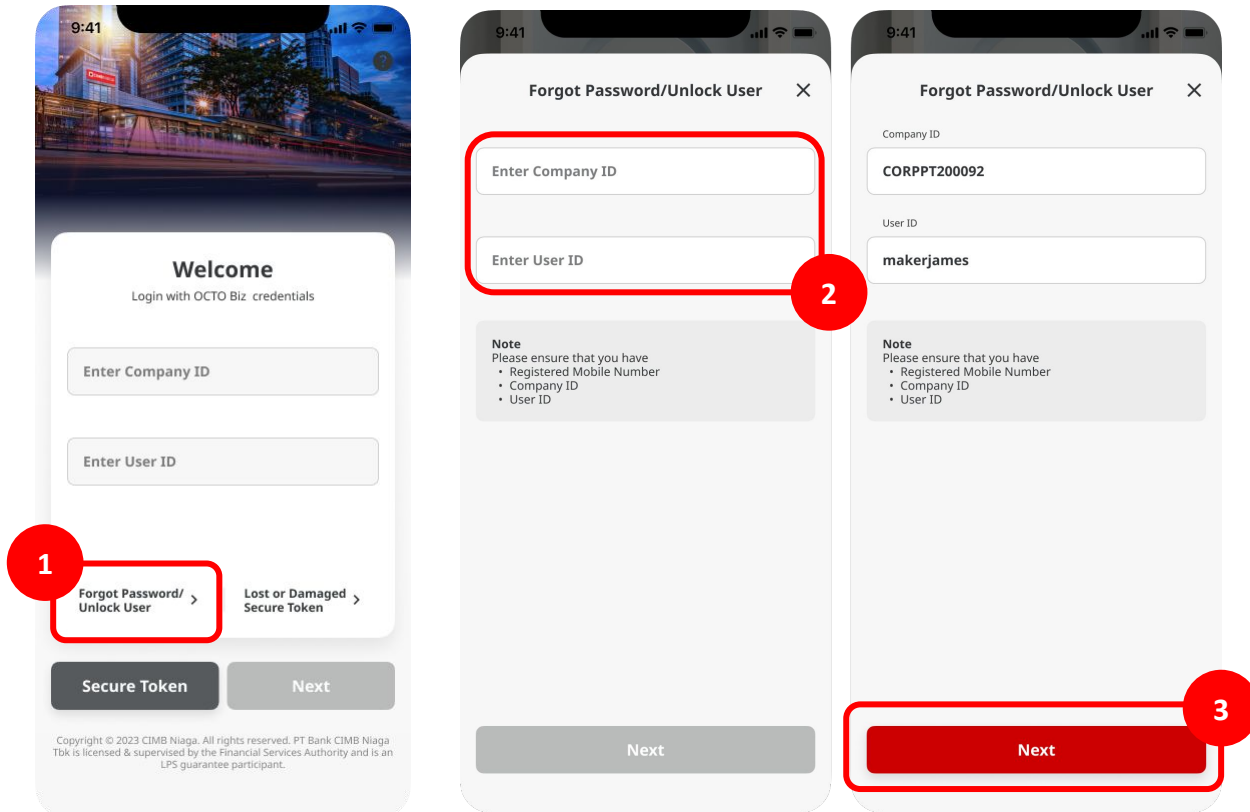 9:41
Welcome
Login with OCTO Biz credentials
Enter Company ID
Enter User ID
1
Forgot Password/
Unlock User
Lost or Damaged
Secure Token
Secure Token
Next
Copyright © 2023 CIMB Niaga. All rights reserved. PT Bank CIMB Niaga
Tbk is licensed & supervised by the Financial Services Authority and is an
LPS guarantee participant.
9:41
Forgot Password/Unlock User
Enter Company ID
Enter User ID
2
Note
Please ensure that you have
• Registered Mobile Number
• Company ID
• User ID
Next
9:41
Forgot Password/Unlock User
Company ID
CORPPT200092
User ID
makerjames
Note
Please ensure that you have
• Registered Mobile Number
• Company ID
• User ID
3
Next